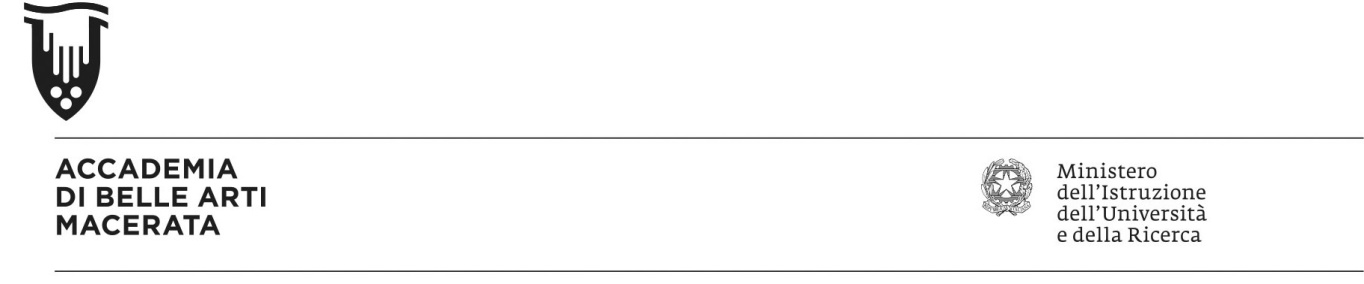 ACCADEMIA
DI BELLE ARTI
MACERATA
Ministero
dell’Istruzione
dell’Università
e della Ricerca